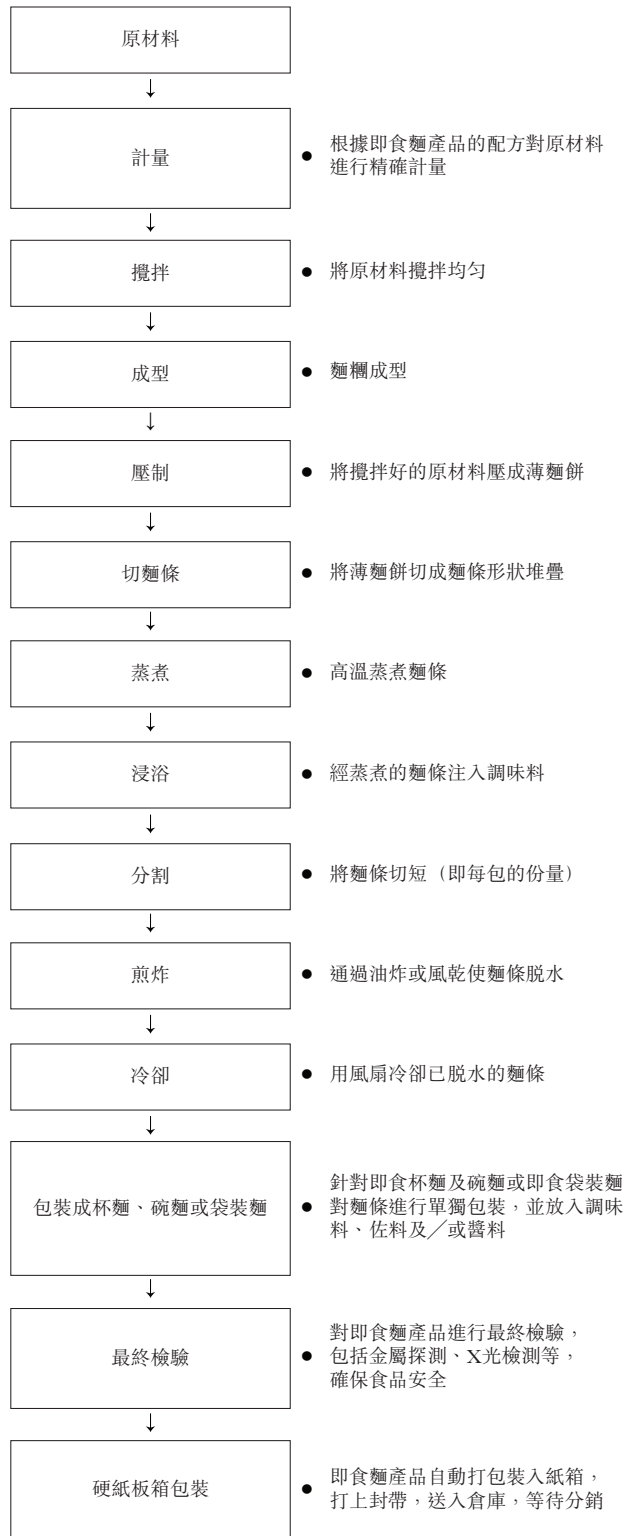 原材料
↓
計量
● 根據即食麵產品的配方對原材料
進行精確計量
↓
攪拌
● 將原材料攪拌均勻
↓
成型
● 麵糰成型
↓
壓制
● 將攪拌好的原材料壓成薄麵餅
↓
切麵條
● 將薄麵餅切成麵條形狀堆疊
↓
蒸煮
● 高溫蒸煮麵條
↓
浸浴
● 經蒸煮的麵條注入調味料
↓
分割
● 將麵條切短（即每包的份量）
↓
煎炸
● 通過油炸或風乾使麵條脱水
↓
冷卻
● 用風扇冷卻已脱水的麵條
↓
包裝成杯麵、碗麵或袋裝麵
針對即食杯麵及碗麵或即食袋裝麵
● 對麵條進行單獨包裝，並放入調味
料、佐料及╱或醬料
↓
最終檢驗
對即食麵產品進行最終檢驗，
● 包括金屬探測、X光檢測等，
確保食品安全
↓
硬紙板箱包裝
● 即食麵產品自動打包裝入紙箱，
打上封帶，送入倉庫，等待分銷